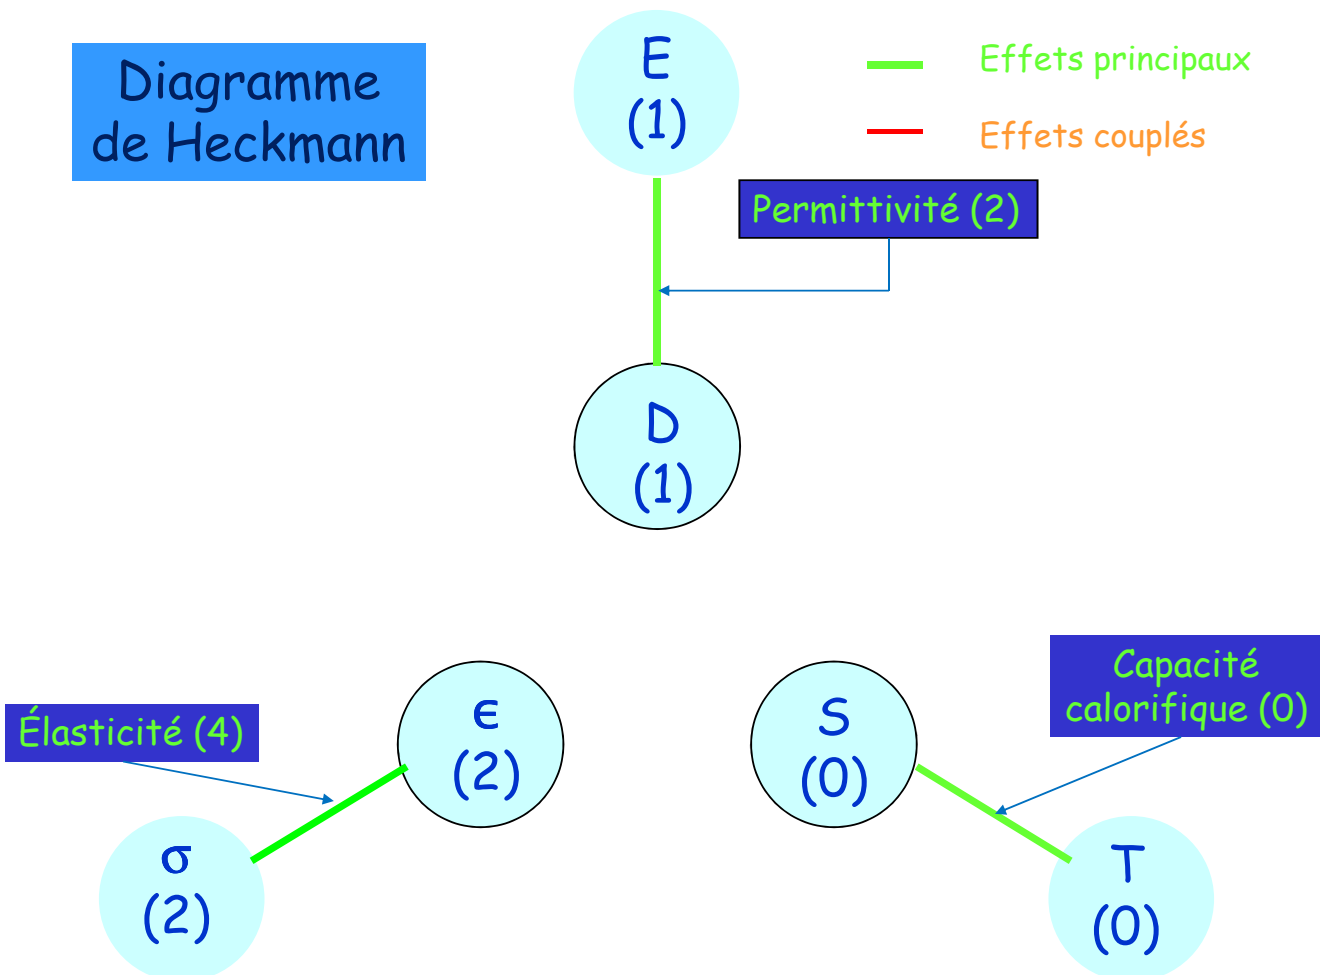 Diagramme
de Heckmann
E
(1)
Effets principaux
Effets couplés
Permittivité (2)
D
(1)
Élasticité (4)
ϵ
(2)
σ
(2)
S
(0)
Capacité
calorifique (0)
T
(0)